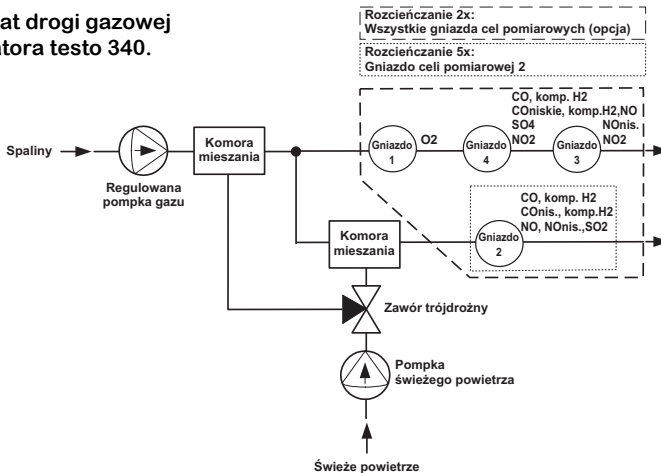 at drogi gazowej
atora testo 340.
Rozcieńczanie 2x:
Wszystkie gniazda cel pomiarowych (opcja)
Rozcieńczanie 5x:
Gniazdo celi pomiarowej 2
Spaliny
Regulowana
pompka gazu
Komora
mieszania
Gniazdo
1
O2
Gniazdo
4
CO, komp. H2
COniskie, komp.H2,NO
SO4
NO2
Gniazdo
3
NOnis.
NO2
Komora
mieszania
Gniazdo
2
CO, komp. H2
COnis., komp.H2
NO, NOnis.,SO2
Zawór trójdrożny
Pompka
świeżego powietrza
Świeże powietrze